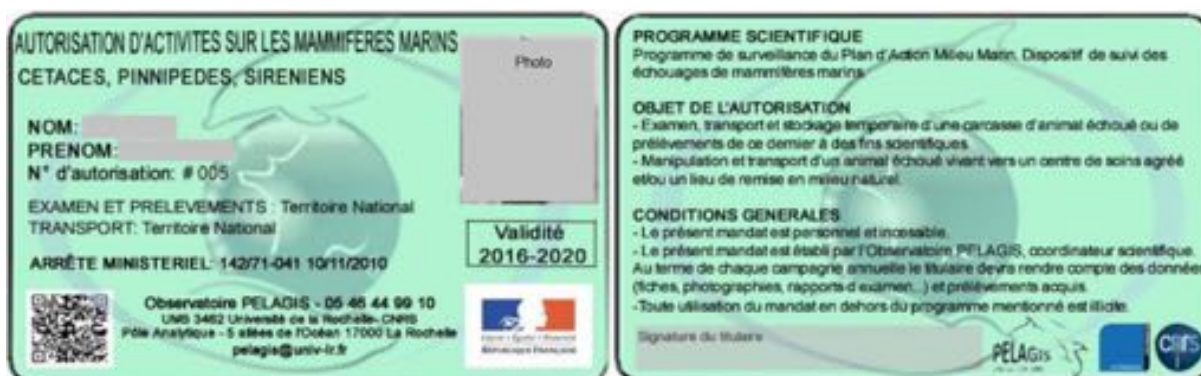 AUTORISATION D'ACTIVITES SUR LES MAMMIFERES MARINS
CETACES, PINNIPEDES, SIRENIENS
Photo
NOM:
PRENOM:
N° d'autorisation: # 005
EXAMEN ET PRELEVEMENTS : Territoire National
TRANSPORT: Territoire National
Validité
2016-2020
ARRÊTE MINISTERIEL: 142/71-041 10/11/2010
Observatoire PELAGIS - 05 46 44 99 10
UMS 3462 Université de la Rochelle- CNRS
Pôle Analytique - 5 allées de l'Océan 17000 La Rochelle
pelagis@univ-lr.fr
Liberté • Égalité • Fraternité
RÉPUBLIQUE FRANÇAISE
PROGRAMME SCIENTIFIQUE
Programme de surveillance du Plan d'Action Milieu Marin, Dispositif de suivi des
échouages de mammifères marins
OBJET DE L'AUTORISATION
- Examen, transport et stockage temporaire d'une carcasse d'animal échoué ou de
prélèvements de ce dernier à des fins scientifiques.
- Manipulation et transport d'un animal échoué vivant vers un centre de soins agréé
et/ou un lieu de remise en milieu naturel.
CONDITIONS GENERALES
- Le présent mandat est personnel et incessible.
- Le présent mandat est établi par l'Observatoire PELAGIS, coordinateur scientifique.
Au terme de chaque campagne annuelle le titulaire devra rendre compte des données
(fiches, photographies, rapports d'examen...) et prélèvements acquis.
-Toute utilisation du mandat en dehors du programme mentionné est illicite.
Signature du titulaire
PELAGIS
cnrs